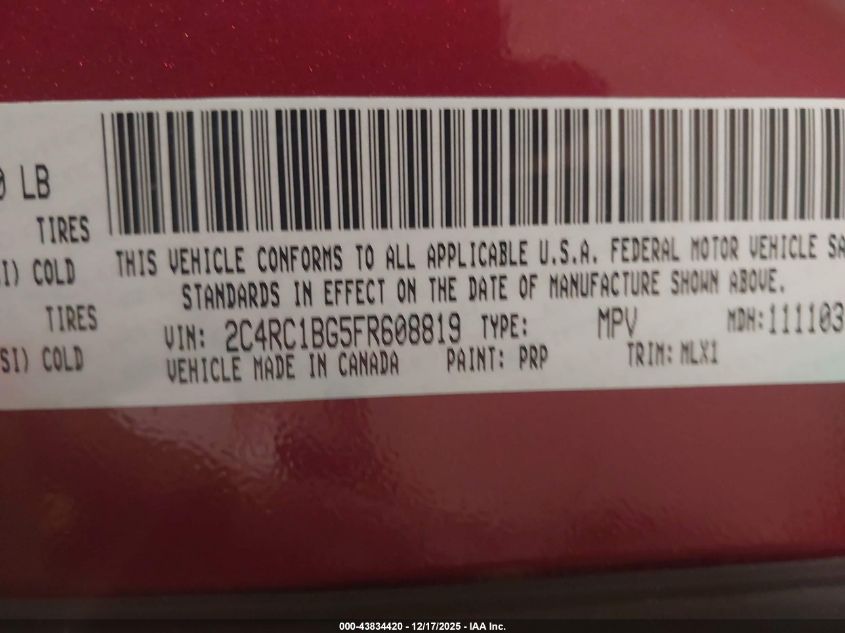 0 LB
TIRES
SI) COLD
TIRES
SI) COLD
THIS VEHICLE CONFORMS TO ALL APPLICABLE U.S.A. FEDERAL MOTOR VEHICLE SA
STANDARDS IN EFFECT ON THE DATE OF MANUFACTURE SHOWN ABOVE.
VIN: 2C4RC1BG5FR608819 TYPE: MPV MDH:111103
VEHICLE MADE IN CANADA PAINT: PRP TRIM: MLX1
000-43834420 - 12/17/2025 - IAA Inc.